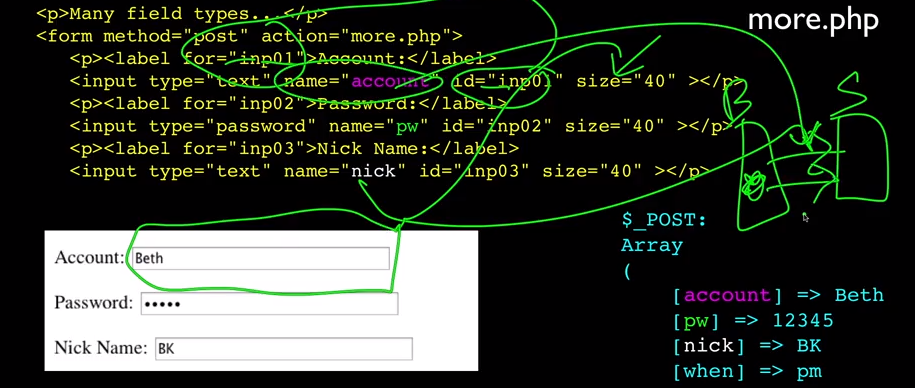 more.php
<p>Many field types...</p>
<form method="post" action="more.php">
<p><label for="inp01">Account:</label>
<input type="text" name="account" id="inp01" size="40" ></p>
<p><label for="inp02">Password:</label>
<input type="password" name="pw" id="inp02" size="40" ></p>
<p><label for="inp03">Nick Name:</label>
<input type="text" name="nick" id="inp03" size="40" ></p>
B S
Account: Beth
Password: •••••
Nick Name: BK
$_POST:
Array
(
[account] => Beth
[pw] => 12345
[nick] => BK
[when] => pm